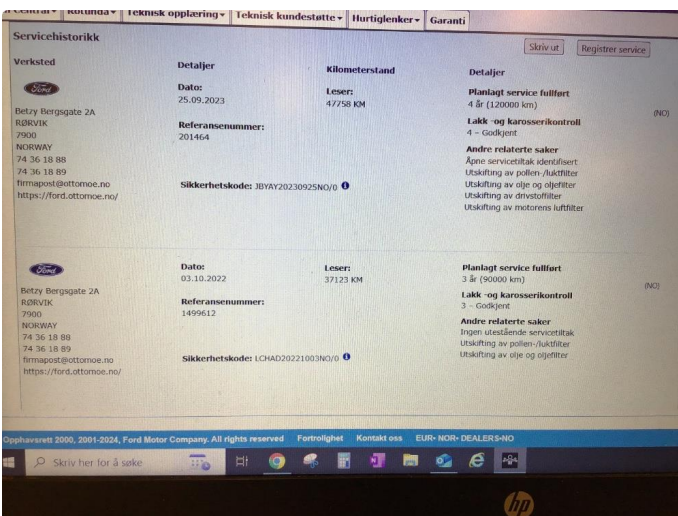 Rotunda
Teknisk opplæring
Teknisk kundestøtte
Hurtiglenker
Garanti
Servicehistorikk
Skriv ut
Registrer service
Verksted
Detaljer
Kilometerstand
Detaljer
Ford
Betzy Bergsgate 2A
RØRVIK
7900
NORWAY
74 36 18 88
74 36 18 89
firmapost@ottomoe.no
https://ford.ottomoe.no/
Dato:
25.09.2023
Referansenummer:
201464
Sikkerhetskode: JBYAY20230925NO/0
Leser:
47758 KM
Planlagt service fullført
4 år (120000 km)
(NO)
Lakk -og karosserikontroll
4 – Godkjent
Andre relaterte saker
Åpne servicetiltak identifisert
Utskifting av pollen-/luktfilter
Utskifting av olje og oljefilter
Utskifting av drivstoffilter
Utskifting av motorens luftfilter
Ford
Betzy Bergsgate 2A
RØRVIK
7900
NORWAY
74 36 18 88
74 36 18 89
firmapost@ottomoe.no
https://ford.ottomoe.no/
Dato:
03.10.2022
Referansenummer:
1499612
Sikkerhetskode: LCHAD20221003NO/0
Leser:
37123 KM
Planlagt service fullført
3 år (90000 km)
(NO)
Lakk -og karosserikontroll
3 – Godkjent
Andre relaterte saker
Ingen utestående servicetiltak
Utskifting av pollen-/luktfilter
Utskifting av olje og oljefilter
Opphavsrett 2000, 2001-2024, Ford Motor Company. All rights reserved
Fortrolighet
Kontakt oss
EUR- NOR- DEALERS-NO
Skriv her for å søke
hp